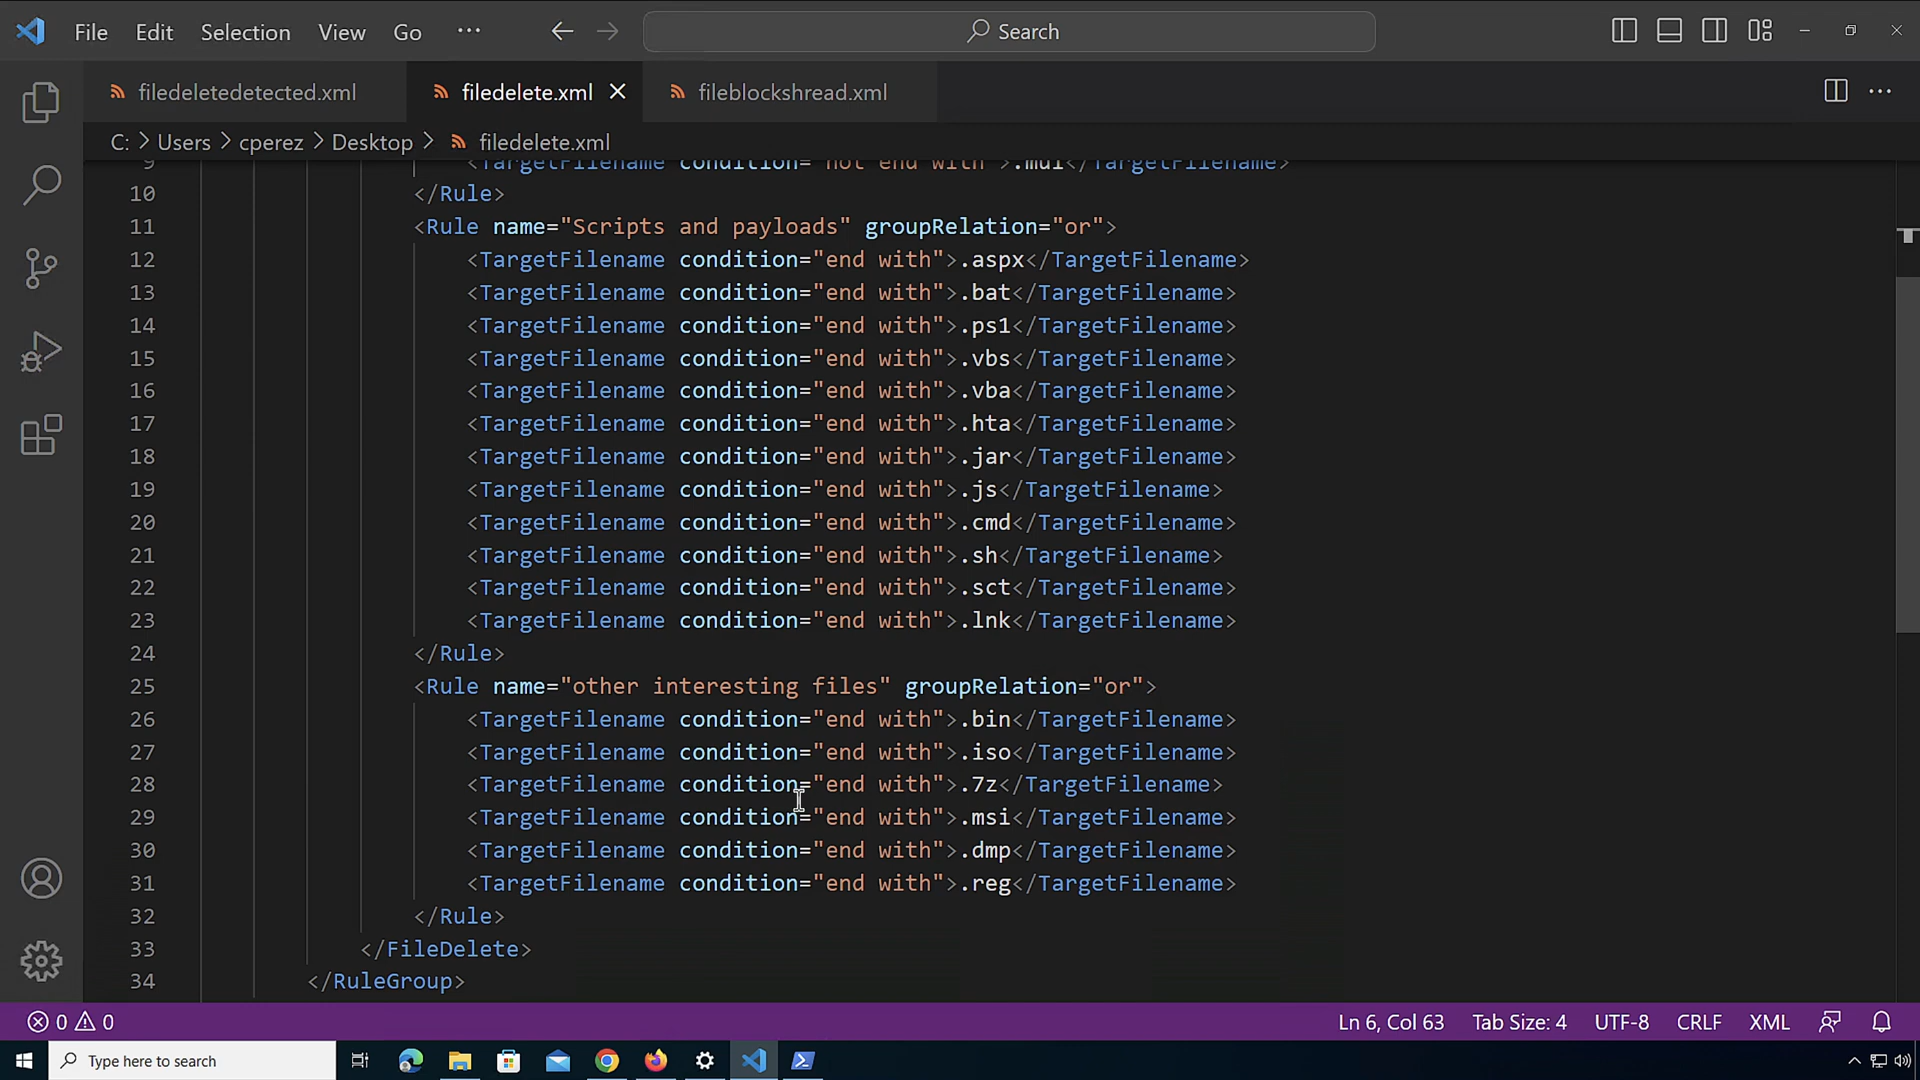 File Edit Selection View Go ··· Search
filedeletedetected.xml filedelete.xml fileblockshread.xml
C: > Users > cperez > Desktop > filedelete.xml
9 <TargetFilename condition="not end with">.mui</TargetFilename>
10 </Rule>
11 <Rule name="Scripts and payloads" groupRelation="or">
12 <TargetFilename condition="end with">.aspx</TargetFilename>
13 <TargetFilename condition="end with">.bat</TargetFilename>
14 <TargetFilename condition="end with">.ps1</TargetFilename>
15 <TargetFilename condition="end with">.vbs</TargetFilename>
16 <TargetFilename condition="end with">.vba</TargetFilename>
17 <TargetFilename condition="end with">.hta</TargetFilename>
18 <TargetFilename condition="end with">.jar</TargetFilename>
19 <TargetFilename condition="end with">.js</TargetFilename>
20 <TargetFilename condition="end with">.cmd</TargetFilename>
21 <TargetFilename condition="end with">.sh</TargetFilename>
22 <TargetFilename condition="end with">.sct</TargetFilename>
23 <TargetFilename condition="end with">.lnk</TargetFilename>
24 </Rule>
25 <Rule name="other interesting files" groupRelation="or">
26 <TargetFilename condition="end with">.bin</TargetFilename>
27 <TargetFilename condition="end with">.iso</TargetFilename>
28 <TargetFilename condition="end with">.7z</TargetFilename>
29 <TargetFilename condition="end with">.msi</TargetFilename>
30 <TargetFilename condition="end with">.dmp</TargetFilename>
31 <TargetFilename condition="end with">.reg</TargetFilename>
32 </Rule>
33 </FileDelete>
34 </RuleGroup>
0 0 Ln 6, Col 63 Tab Size: 4 UTF-8 CRLF XML
Type here to search